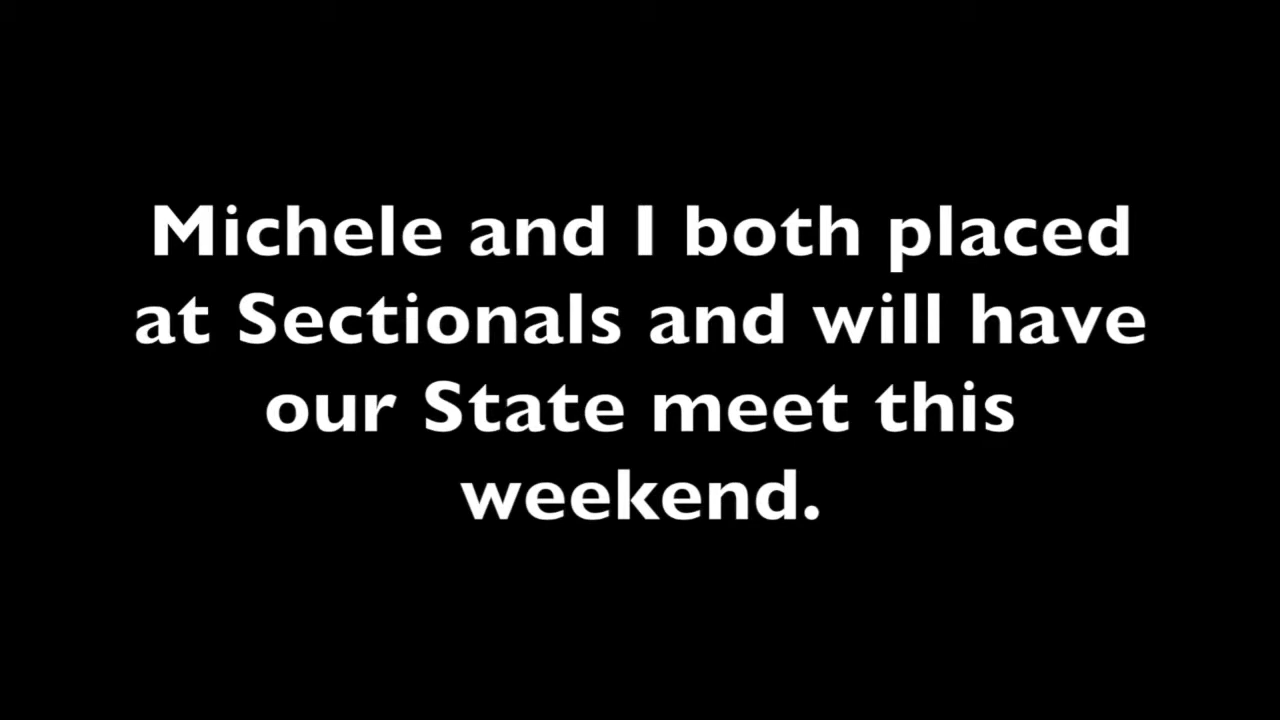 Michele and I both placed
at Sectionals and will have
our State meet this
weekend.